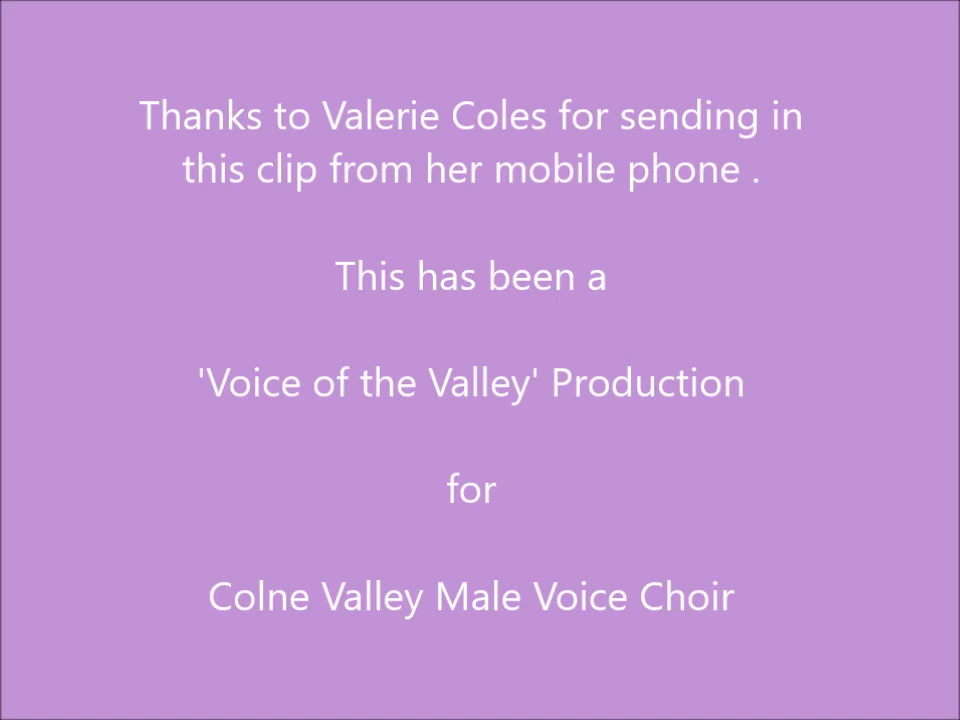 Thanks to Valerie Coles for sending in
this clip from her mobile phone .
This has been a
'Voice of the Valley' Production
for
Colne Valley Male Voice Choir